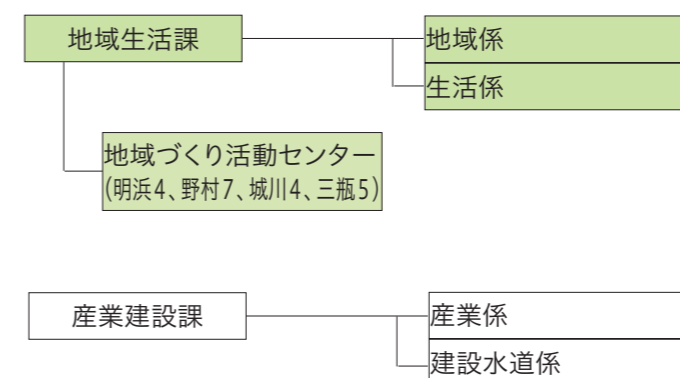 地域生活課
地域係
生活係
地域づくり活動センター
(明浜4、野村7、城川4、三瓶5)
産業建設課
産業係
建設水道係